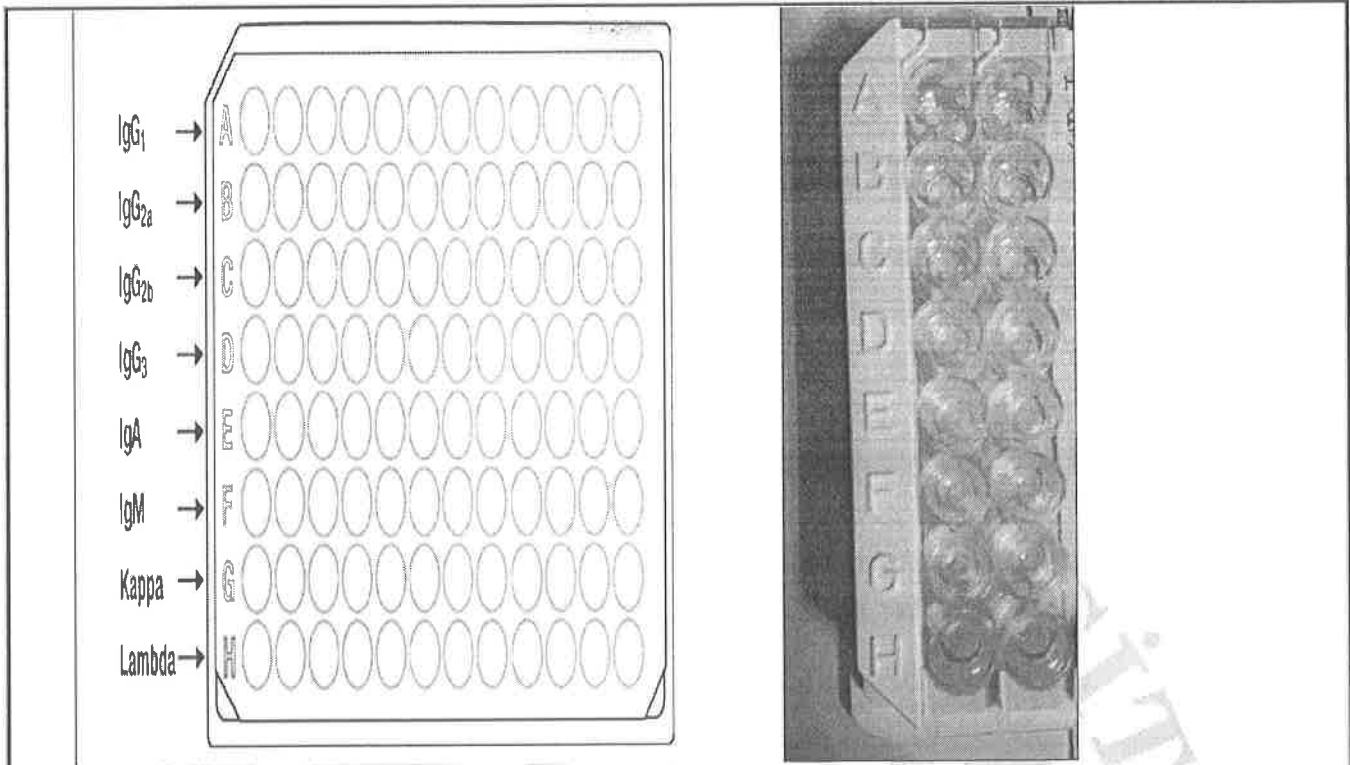 IgG1 → A
IgG2a → B
IgG2b → C
IgG3 → D
IgA → E
IgM → F
Kappa → G
Lambda → H
A
B
C
D
E
F
G
H